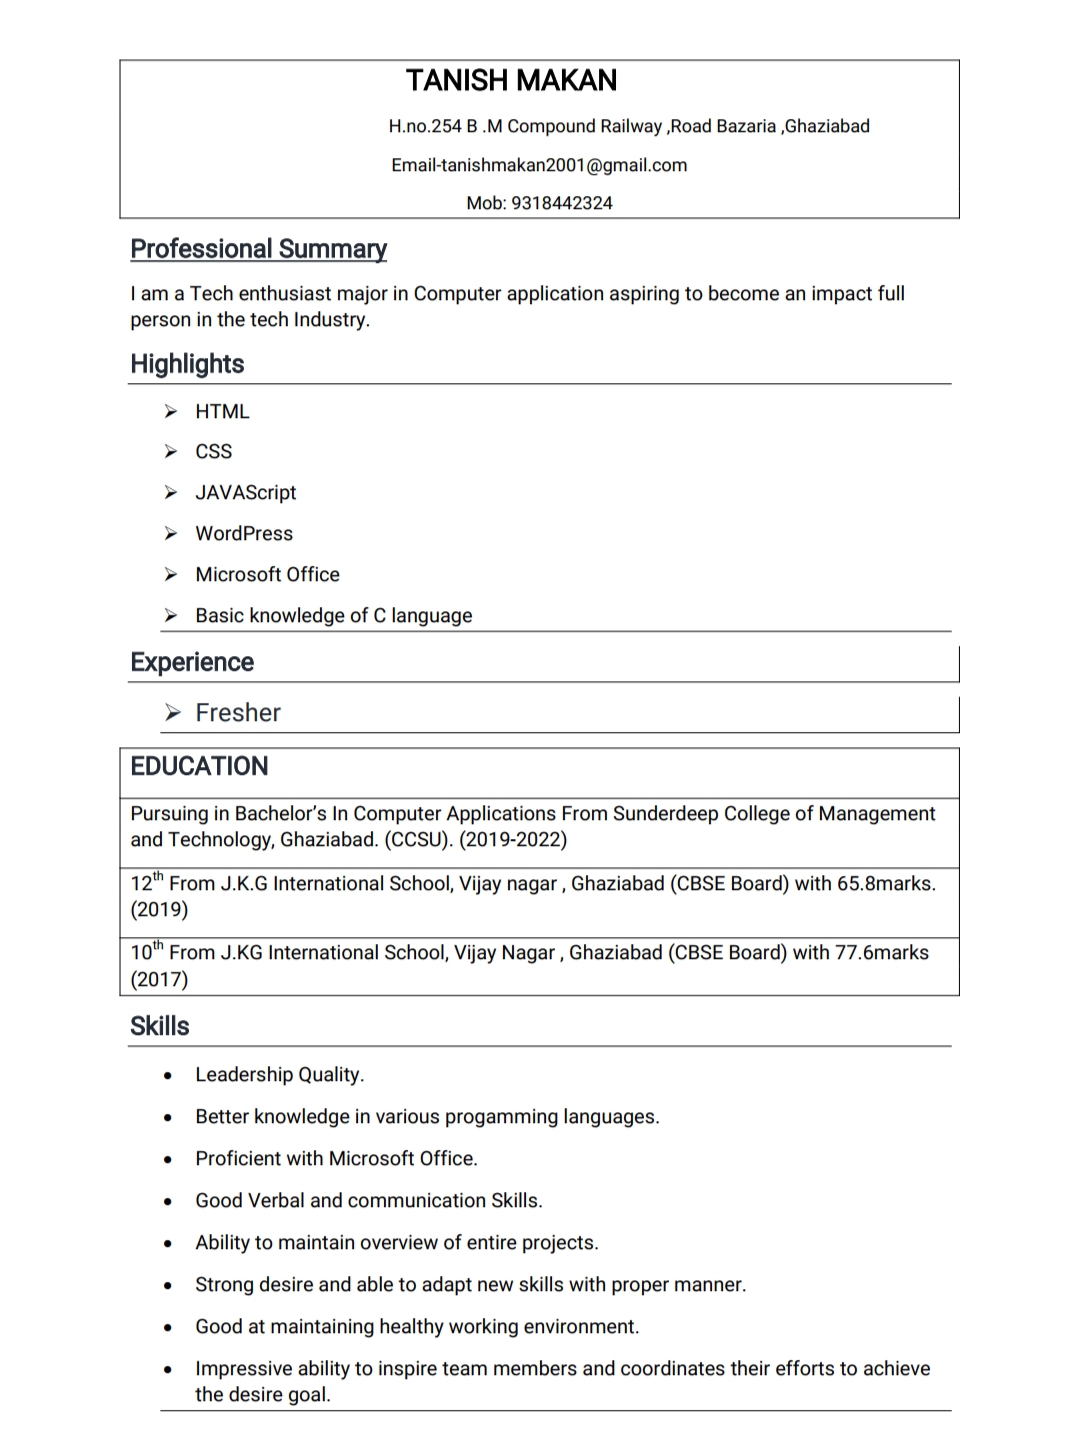 TANISH MAKAN
H.no.254 B .M Compound Railway ,Road Bazaria ,Ghaziabad
Email-tanishmakan2001@gmail.com
Mob: 9318442324
Professional Summary
I am a Tech enthusiast major in Computer application aspiring to become an impact full
person in the tech Industry.
Highlights
➢ HTML
➢ CSS
➢ JAVAScript
➢ WordPress
➢ Microsoft Office
➢ Basic knowledge of C language
Experience
➢ Fresher
EDUCATION
Pursuing in Bachelor’s In Computer Applications From Sunderdeep College of Management
and Technology, Ghaziabad. (CCSU). (2019-2022)
12th From J.K.G International School, Vijay nagar , Ghaziabad (CBSE Board) with 65.8marks.
(2019)
10th From J.KG International School, Vijay Nagar , Ghaziabad (CBSE Board) with 77.6marks
(2017)
Skills
• Leadership Quality.
• Better knowledge in various progamming languages.
• Proficient with Microsoft Office.
• Good Verbal and communication Skills.
• Ability to maintain overview of entire projects.
• Strong desire and able to adapt new skills with proper manner.
• Good at maintaining healthy working environment.
• Impressive ability to inspire team members and coordinates their efforts to achieve
the desire goal.